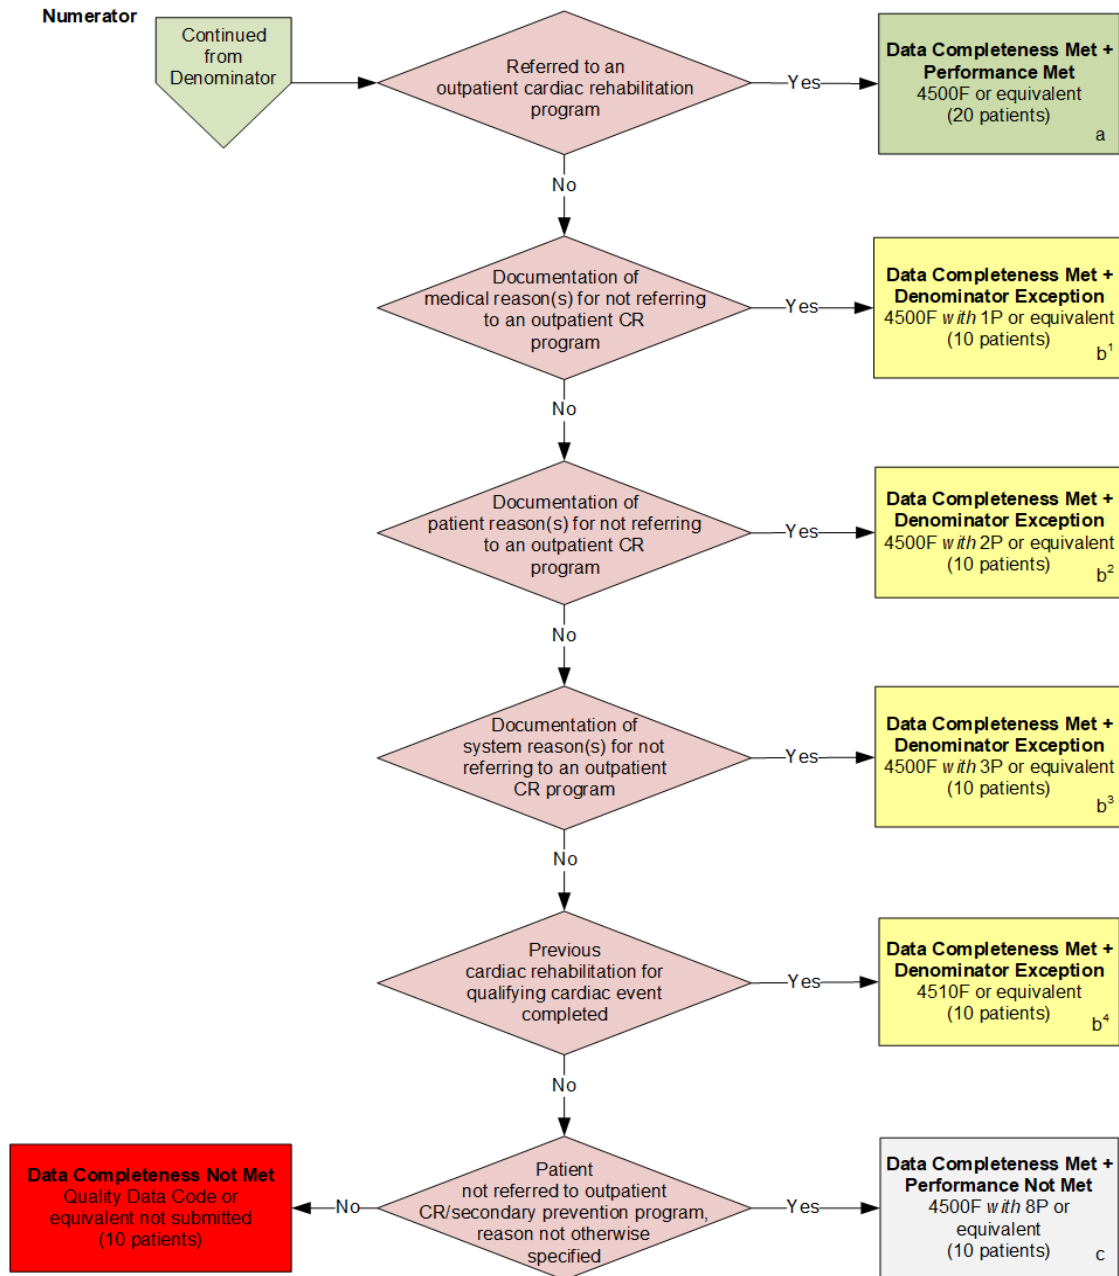 Numerator
Continued
from
Denominator
Referred to an
outpatient cardiac rehabilitation
program
Yes
Data Completeness Met +
Performance Met
4500F or equivalent
(20 patients)
a
No
Documentation of
medical reason(s) for not referring
to an outpatient CR
program
Yes
Data Completeness Met +
Denominator Exception
4500F with 1P or equivalent
(10 patients)
b¹
No
Documentation of
patient reason(s) for not referring
to an outpatient CR
program
Yes
Data Completeness Met +
Denominator Exception
4500F with 2P or equivalent
(10 patients)
b²
No
Documentation of
system reason(s) for not
referring to an outpatient
CR program
Yes
Data Completeness Met +
Denominator Exception
4500F with 3P or equivalent
(10 patients)
b³
No
Previous
cardiac rehabilitation for
qualifying cardiac event
completed
Yes
Data Completeness Met +
Denominator Exception
4510F or equivalent
(10 patients)
b⁴
No
Data Completeness Not Met
Quality Data Code or
equivalent not submitted
(10 patients)
No
Patient
not referred to outpatient
CR/secondary prevention program,
reason not otherwise
specified
Yes
Data Completeness Met +
Performance Not Met
4500F with 8P or
equivalent
(10 patients)
c